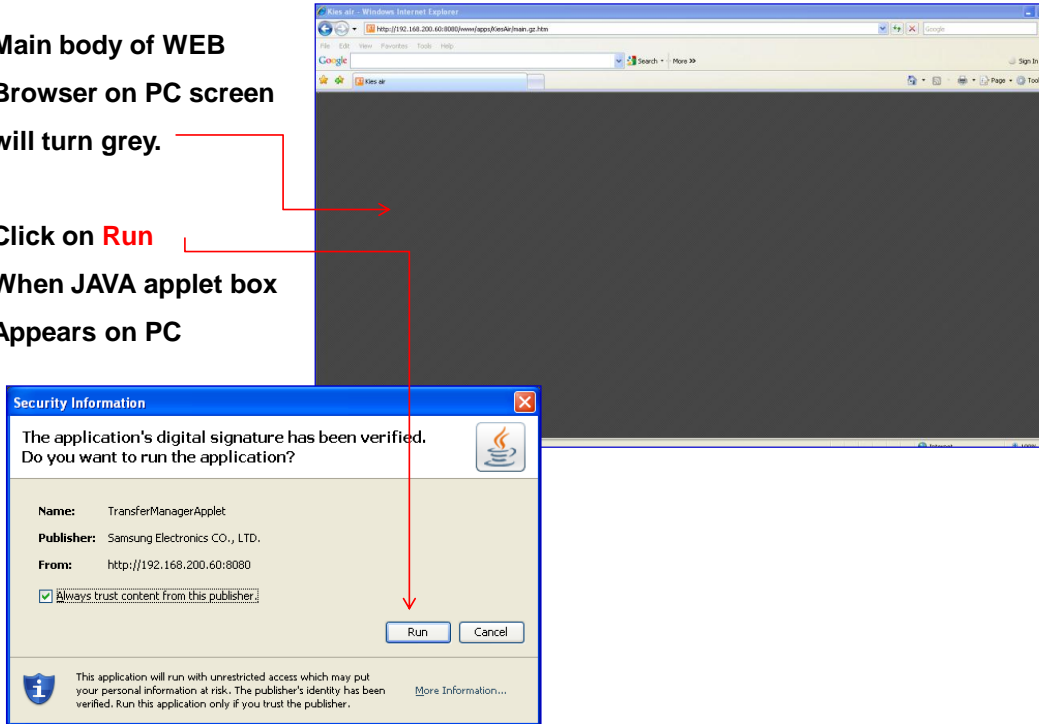 Kies air - Windows Internet Explorer
http://192.168.200.60:8080/www/apps/KiesAir/main.gz.htm
Google
File Edit View Favorites Tools Help
Google Search More >> Sign In
Kies air Page Tool
Main body of WEB
Browser on PC screen
will turn grey.
Click on Run
When JAVA applet box
Appears on PC
Internet 100%
Security Information
The application's digital signature has been verified.
Do you want to run the application?
Name: TransferManagerApplet
Publisher: Samsung Electronics CO., LTD.
From: http://192.168.200.60:8080
Always trust content from this publisher.
Run Cancel
This application will run with unrestricted access which may put
your personal information at risk. The publisher's identity has been
verified. Run this application only if you trust the publisher.
More Information...